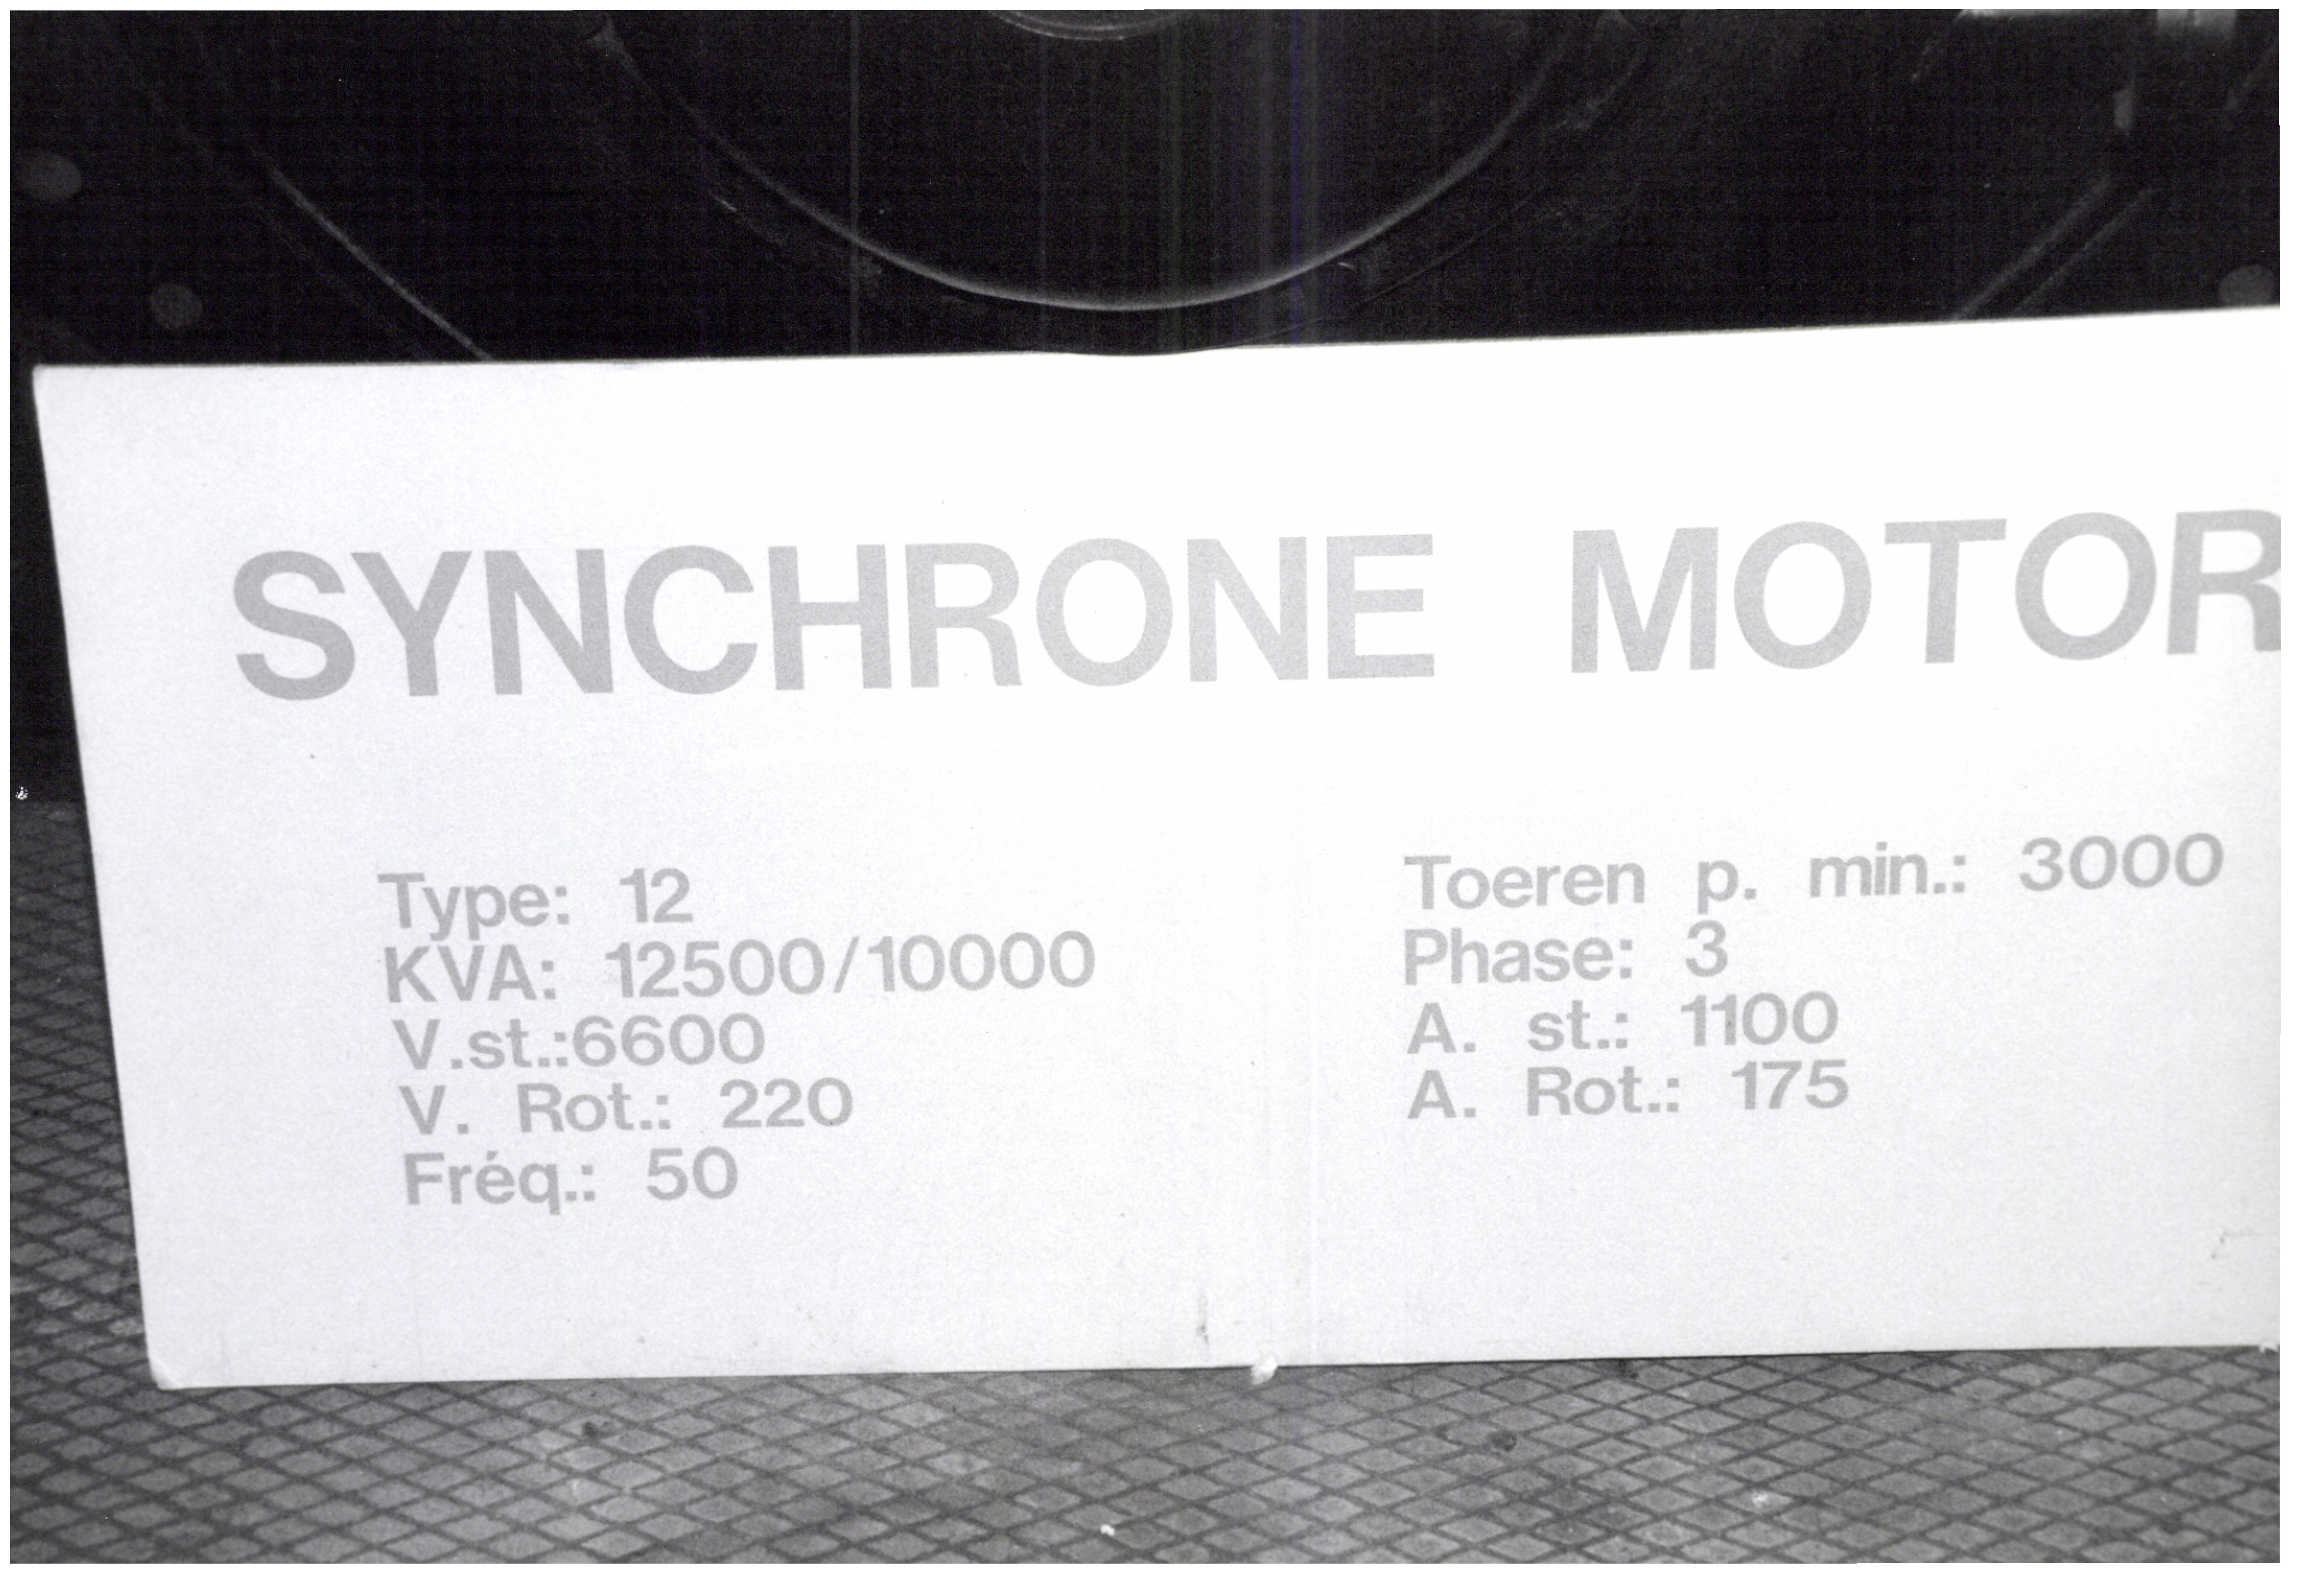 SYNCHRONE MOTOR
Type: 12
KVA: 12500/10000
V.st.:6600
V. Rot.: 220
Fréq.: 50
Toeren p. min.: 3000
Phase: 3
A. st.: 1100
A. Rot.: 175